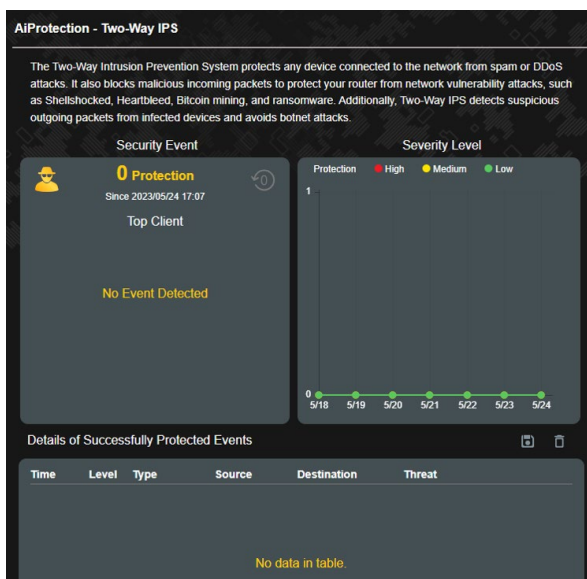 AiProtection - Two-Way IPS
The Two-Way Intrusion Prevention System protects any device connected to the network from spam or DDoS
attacks. It also blocks malicious incoming packets to protect your router from network vulnerability attacks, such
as Shellshocked, Heartbleed, Bitcoin mining, and ransomware. Additionally, Two-Way IPS detects suspicious
outgoing packets from infected devices and avoids botnet attacks.
Security Event
0 Protection
0
Since 2023/05/24 17:07
Top Client
No Event Detected
Severity Level
Protection High Medium Low
1
0
5/18 5/19 5/20 5/21 5/22 5/23 5/24
Details of Successfully Protected Events
Time Level Type Source Destination Threat
No data in table.